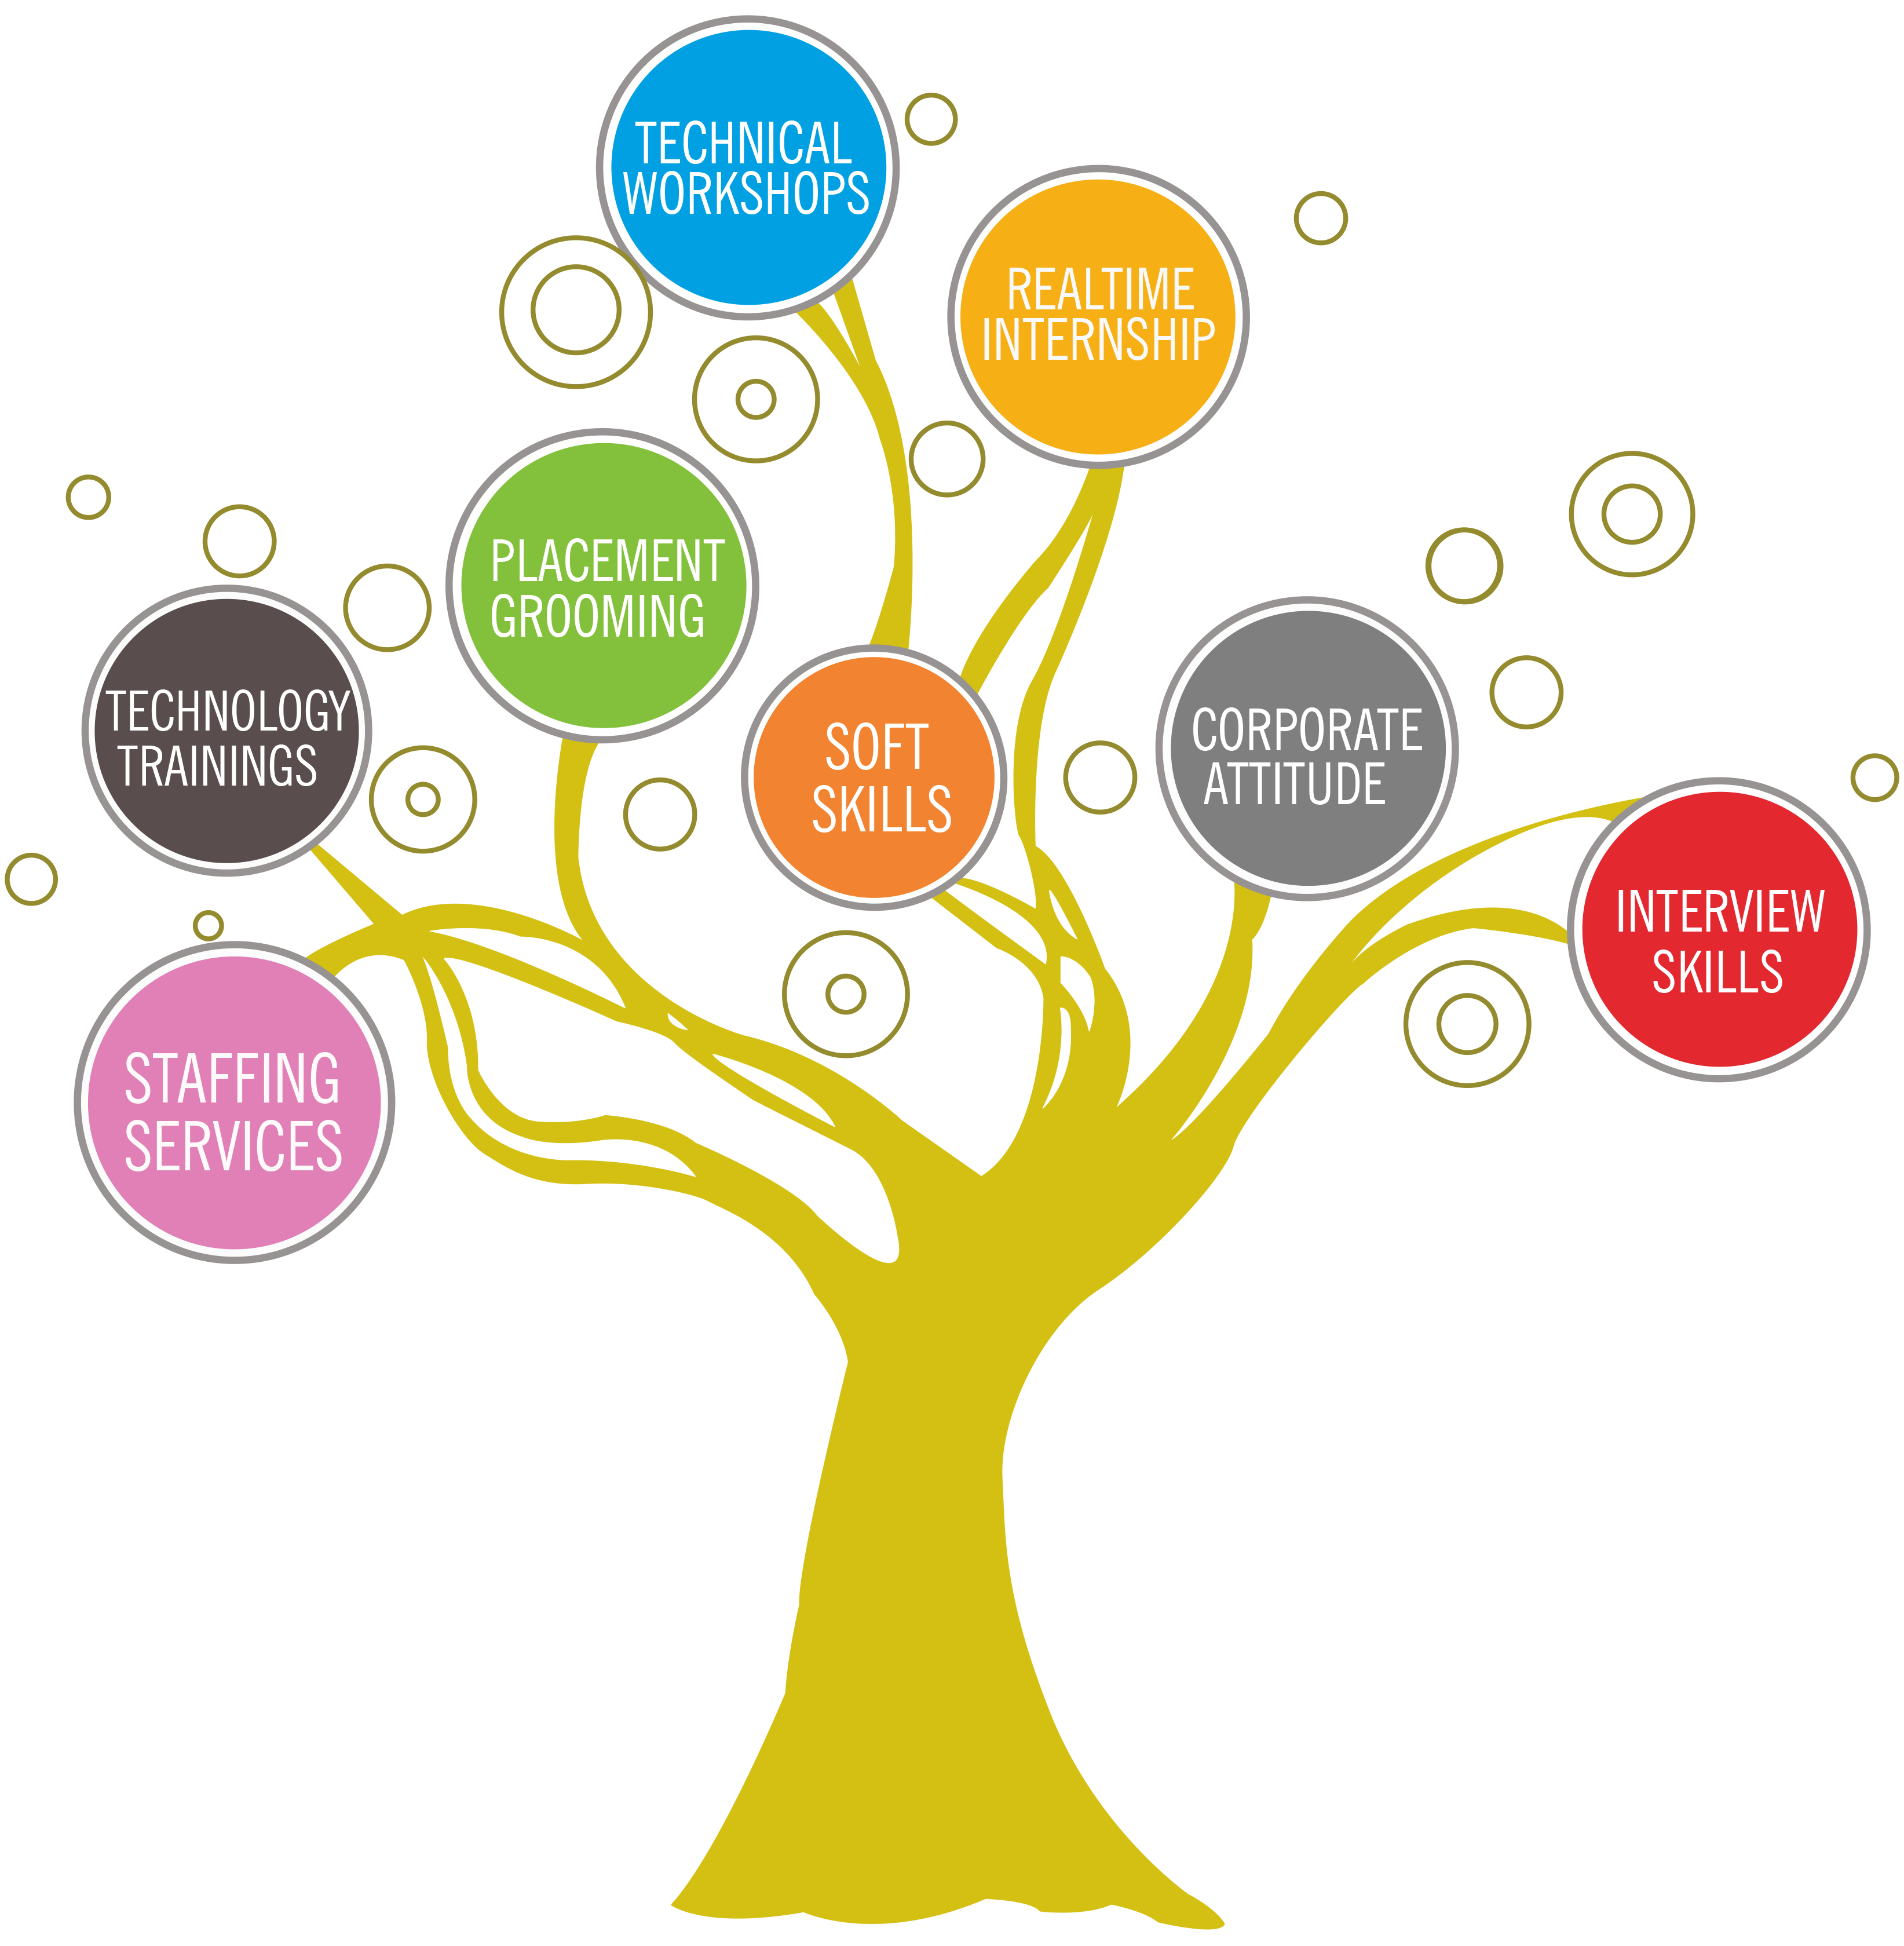 TECHNICAL
WORKSHOPS
REALTIME
INTERNSHIP
PLACEMENT
GROOMING
TECHNOLOGY
TRAININGS
SOFT
SKILLS
CORPORATE
ATTITUDE
INTERVIEW
SKILLS
STAFFING
SERVICES